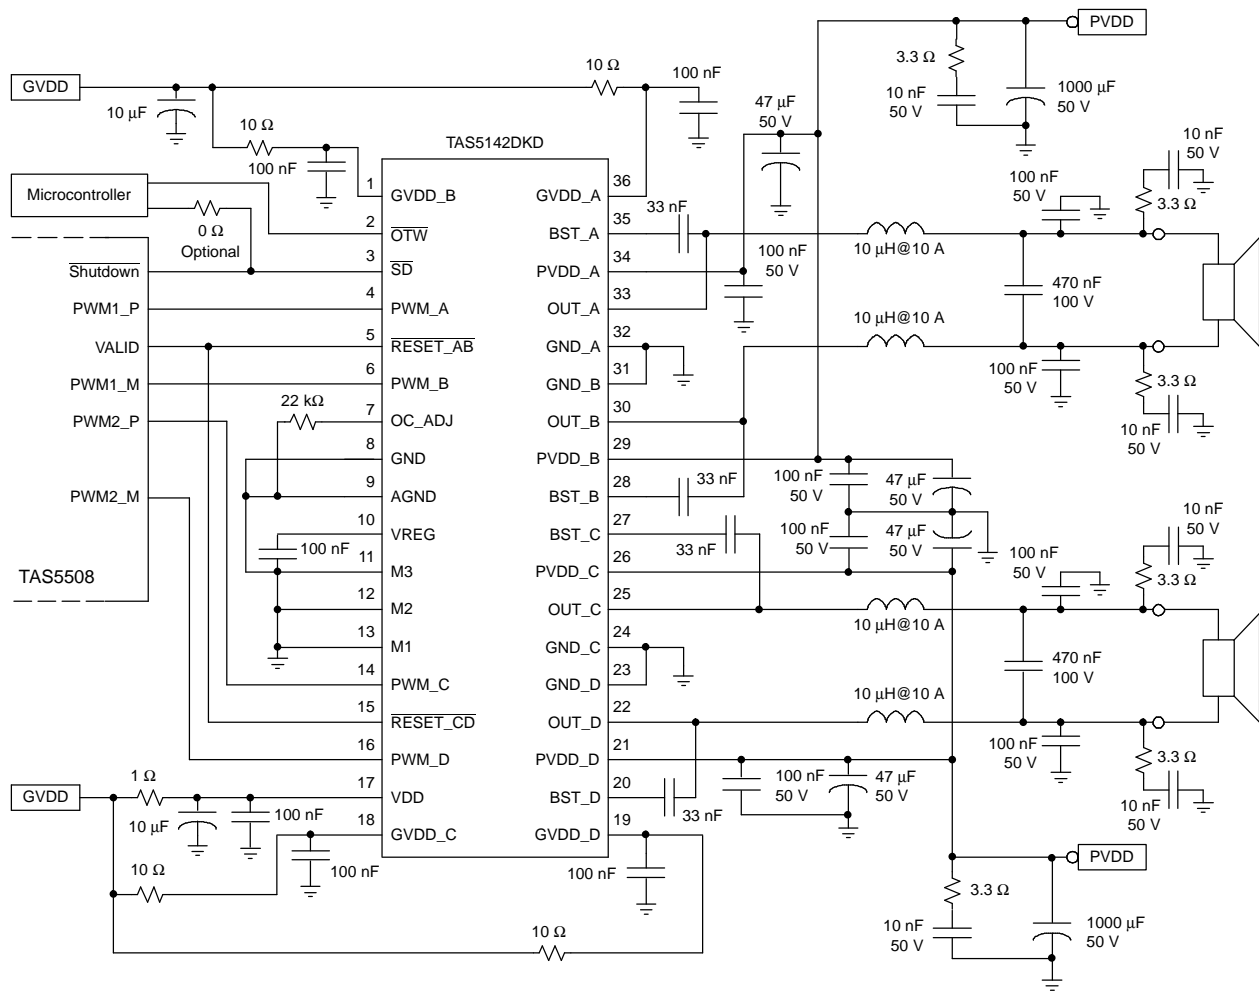 PVDD
3.3 Ω
10 Ω
100 nF
1000 µF
50 V
GVDD
10 nF
50 V
47 µF
50 V
10 µF
10 Ω
10 nF
50 V
TAS5142DKD
100 nF
100 nF
50 V
Microcontroller
1
GVDD_B
GVDD_A
36
33 nF
3.3 Ω
0 Ω
Optional
2
OTW
BST_A
35
10 µH@10 A
100 nF
50 V
Shutdown
3
SD
PVDD_A
34
470 nF
100 V
PWM1_P
4
PWM_A
OUT_A
33
10 µH@10 A
VALID
5
RESET_AB
GND_A
32
100 nF
50 V
3.3 Ω
PWM1_M
6
PWM_B
GND_B
31
22 kΩ
PWM2_P
7
OC_ADJ
OUT_B
30
10 nF
50 V
8
GND
PVDD_B
29
33 nF
100 nF
50 V
47 µF
50 V
PWM2_M
9
AGND
BST_B
28
10 nF
50 V
10
VREG
BST_C
27
33 nF
100 nF
50 V
47 µF
50 V
100 nF
100 nF
50 V
TAS5508
11
M3
PVDD_C
26
3.3 Ω
12
M2
OUT_C
25
10 µH@10 A
13
M1
GND_C
24
470 nF
100 V
14
PWM_C
GND_D
23
10 µH@10 A
15
RESET_CD
OUT_D
22
100 nF
50 V
3.3 Ω
16
PWM_D
PVDD_D
21
1 Ω
100 nF
50 V
47 µF
50 V
GVDD
17
VDD
BST_D
20
33 nF
10 nF
50 V
10 µF
100 nF
18
GVDD_C
GVDD_D
19
10 Ω
100 nF
100 nF
PVDD
3.3 Ω
10 Ω
10 nF
50 V
1000 µF
50 V